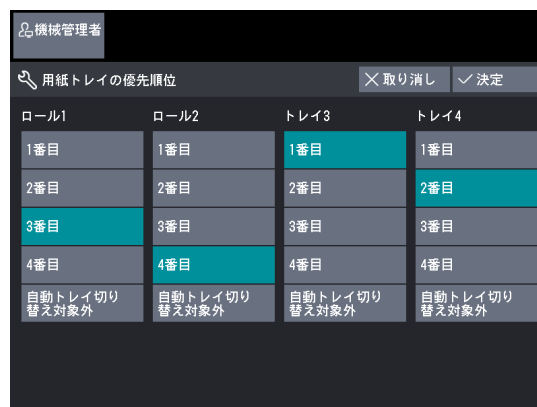 機械管理者
用紙トレイの優先順位 取り消し 決定
ロール1 ロール2 トレイ3 トレイ4
1番目 1番目 1番目 1番目
2番目 2番目 2番目 2番目
3番目 3番目 3番目 3番目
4番目 4番目 4番目 4番目
自動トレイ切り 自動トレイ切り 自動トレイ切り 自動トレイ切り
替え対象外 替え対象外 替え対象外 替え対象外